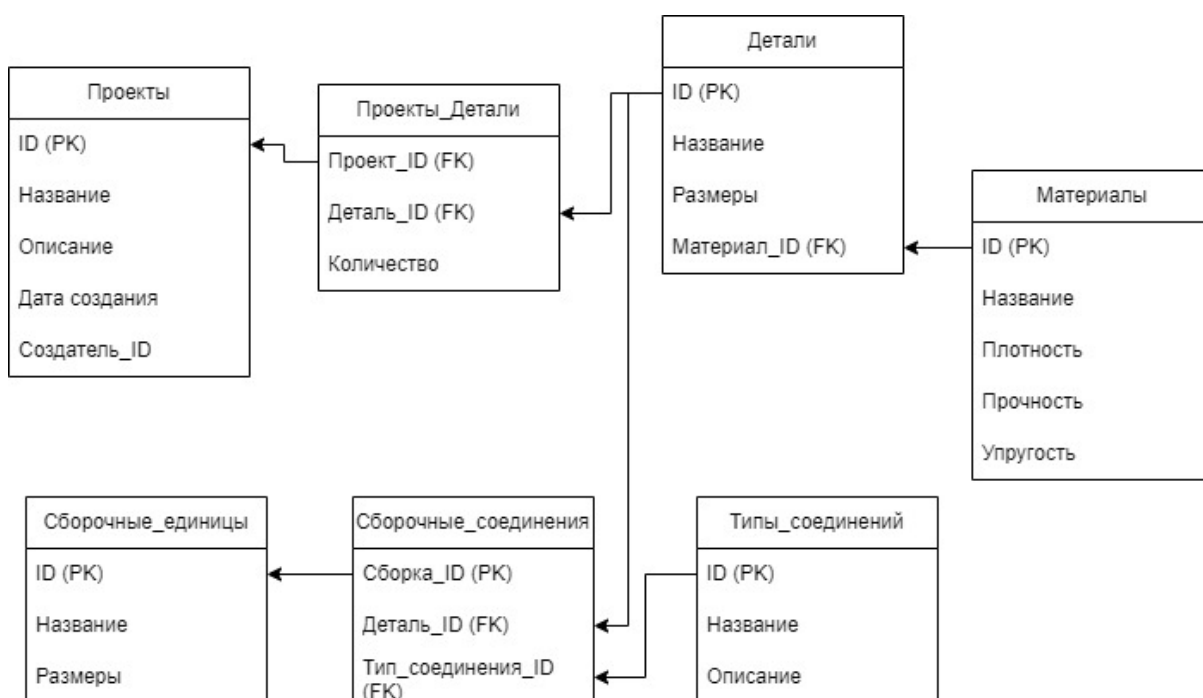 Проекты
ID (PK)
Название
Описание
Дата создания
Создатель_ID
Проекты_Детали
Проект_ID (FK)
Деталь_ID (FK)
Количество
Детали
ID (PK)
Название
Размеры
Материал_ID (FK)
Материалы
ID (PK)
Название
Плотность
Прочность
Упругость
Сборочные_единицы
ID (PK)
Название
Размеры
Сборочные_соединения
Сборка_ID (PK)
Деталь_ID (FK)
Тип_соединения_ID
(FK)
Типы_соединений
ID (PK)
Название
Описание